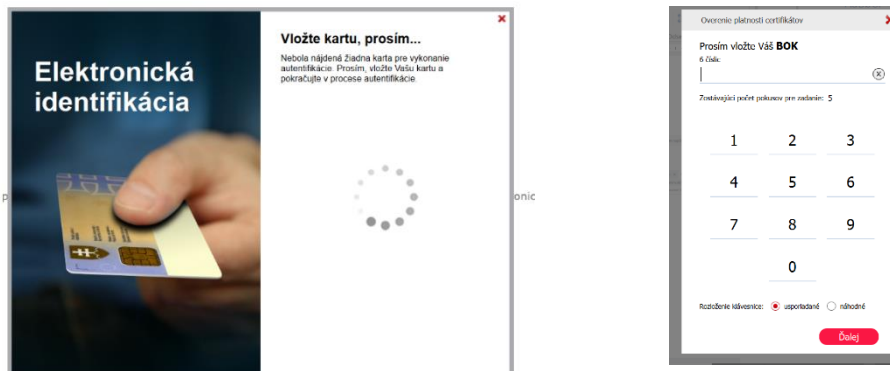 Elektronická
identifikácia
Vložte kartu, prosím...
Nebola nájdená žiadna karta pre vykonanie
autentifikácie. Prosím, vložte Vašu kartu a
pokračujte v procese autentifikácie.
onic
Overenie platnosti certifikátov
Prosím vložte Váš BOK
6 číslic
Zostávajúci počet pokusov pre zadanie: 5
1 2 3
4 5 6
7 8 9
0
Rozloženie klávesnice: usporiadané náhodné
Ďalej